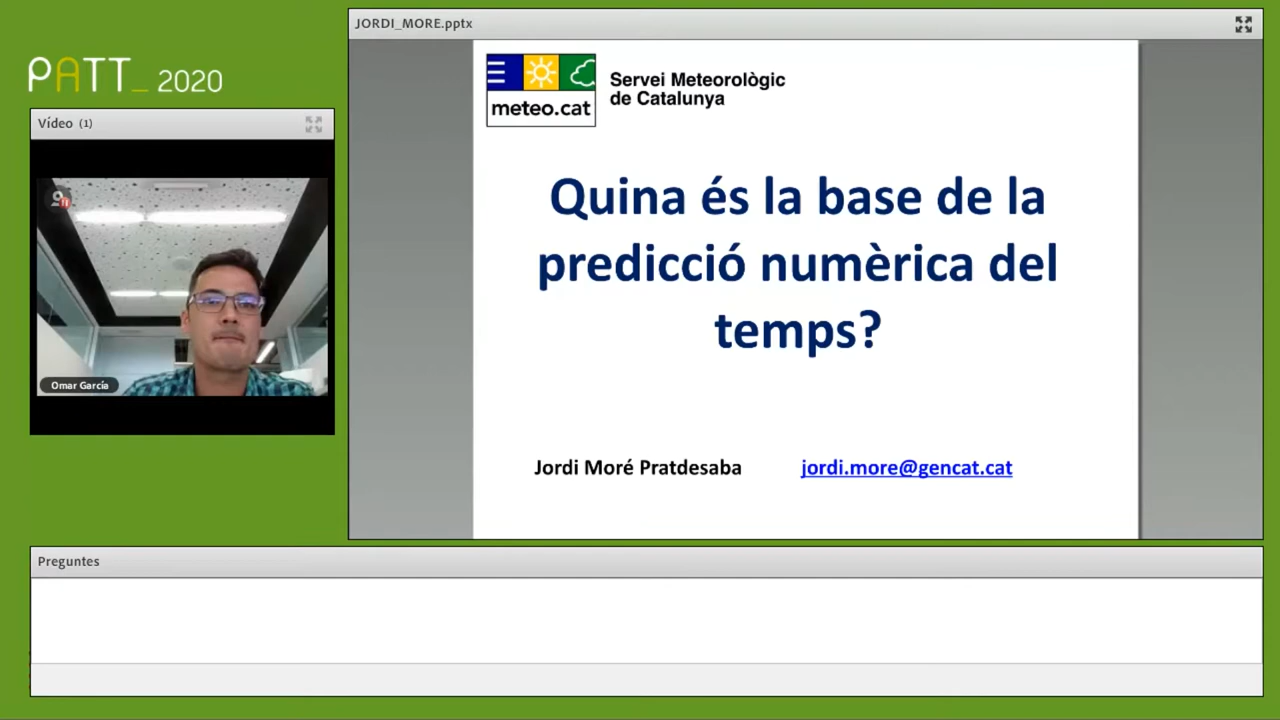 PATT_ 2020
Vídeo (1)
Omar García
JORDI_MORE.pptx
meteo.cat
Servei Meteorològic
de Catalunya
Quina és la base de la
predicció numèrica del
temps?
Jordi Moré Pratdesaba jordi.more@gencat.cat
Preguntes